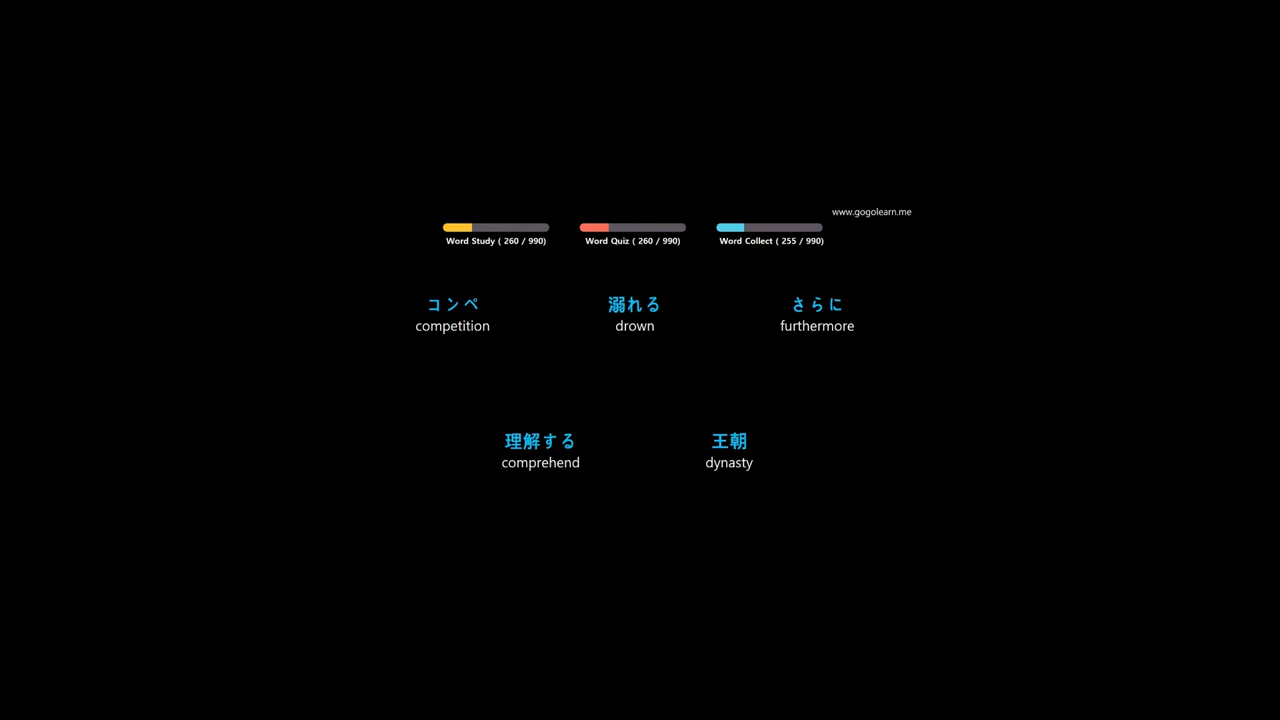 www.gogolearn.me
Word Study ( 260 / 990)
Word Quiz ( 260 / 990)
Word Collect ( 255 / 990)
コンペ
competition
溺れる
drown
さらに
furthermore
理解する
comprehend
王朝
dynasty